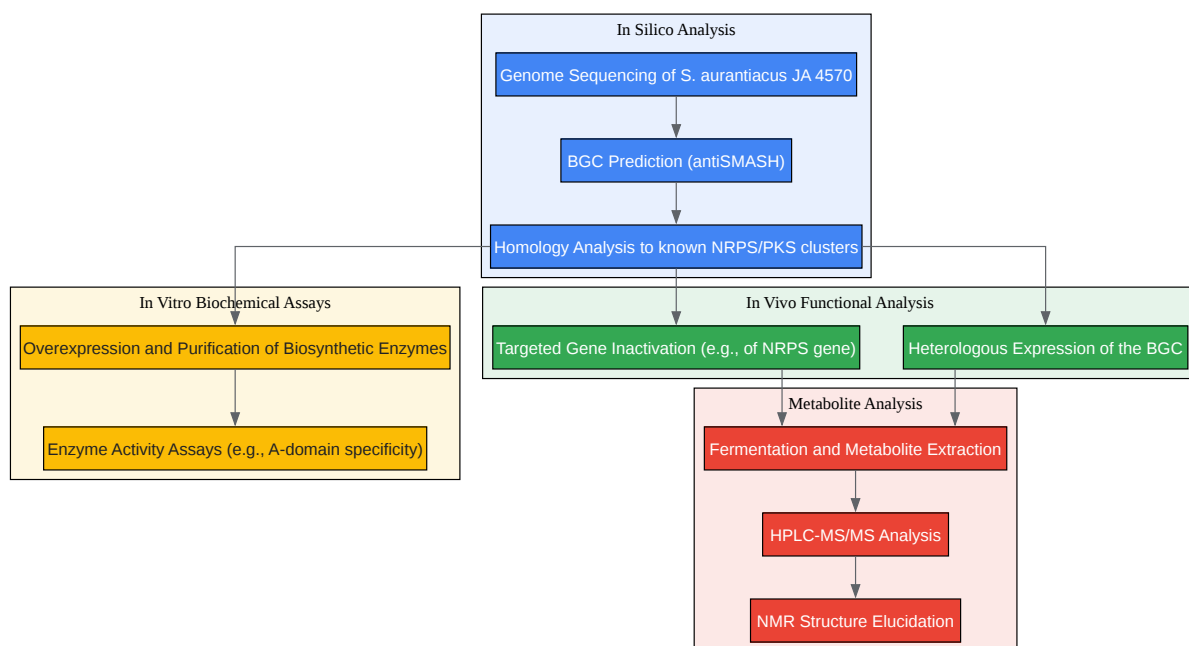 In Silico Analysis
Genome Sequencing of S. aurantiacus JA 4570
BGC Prediction (antiSMASH)
Homology Analysis to known NRPS/PKS clusters
In Vitro Biochemical Assays
Overexpression and Purification of Biosynthetic Enzymes
Enzyme Activity Assays (e.g., A-domain specificity)
In Vivo Functional Analysis
Targeted Gene Inactivation (e.g., of NRPS gene)
Heterologous Expression of the BGC
Metabolite Analysis
Fermentation and Metabolite Extraction
HPLC-MS/MS Analysis
NMR Structure Elucidation